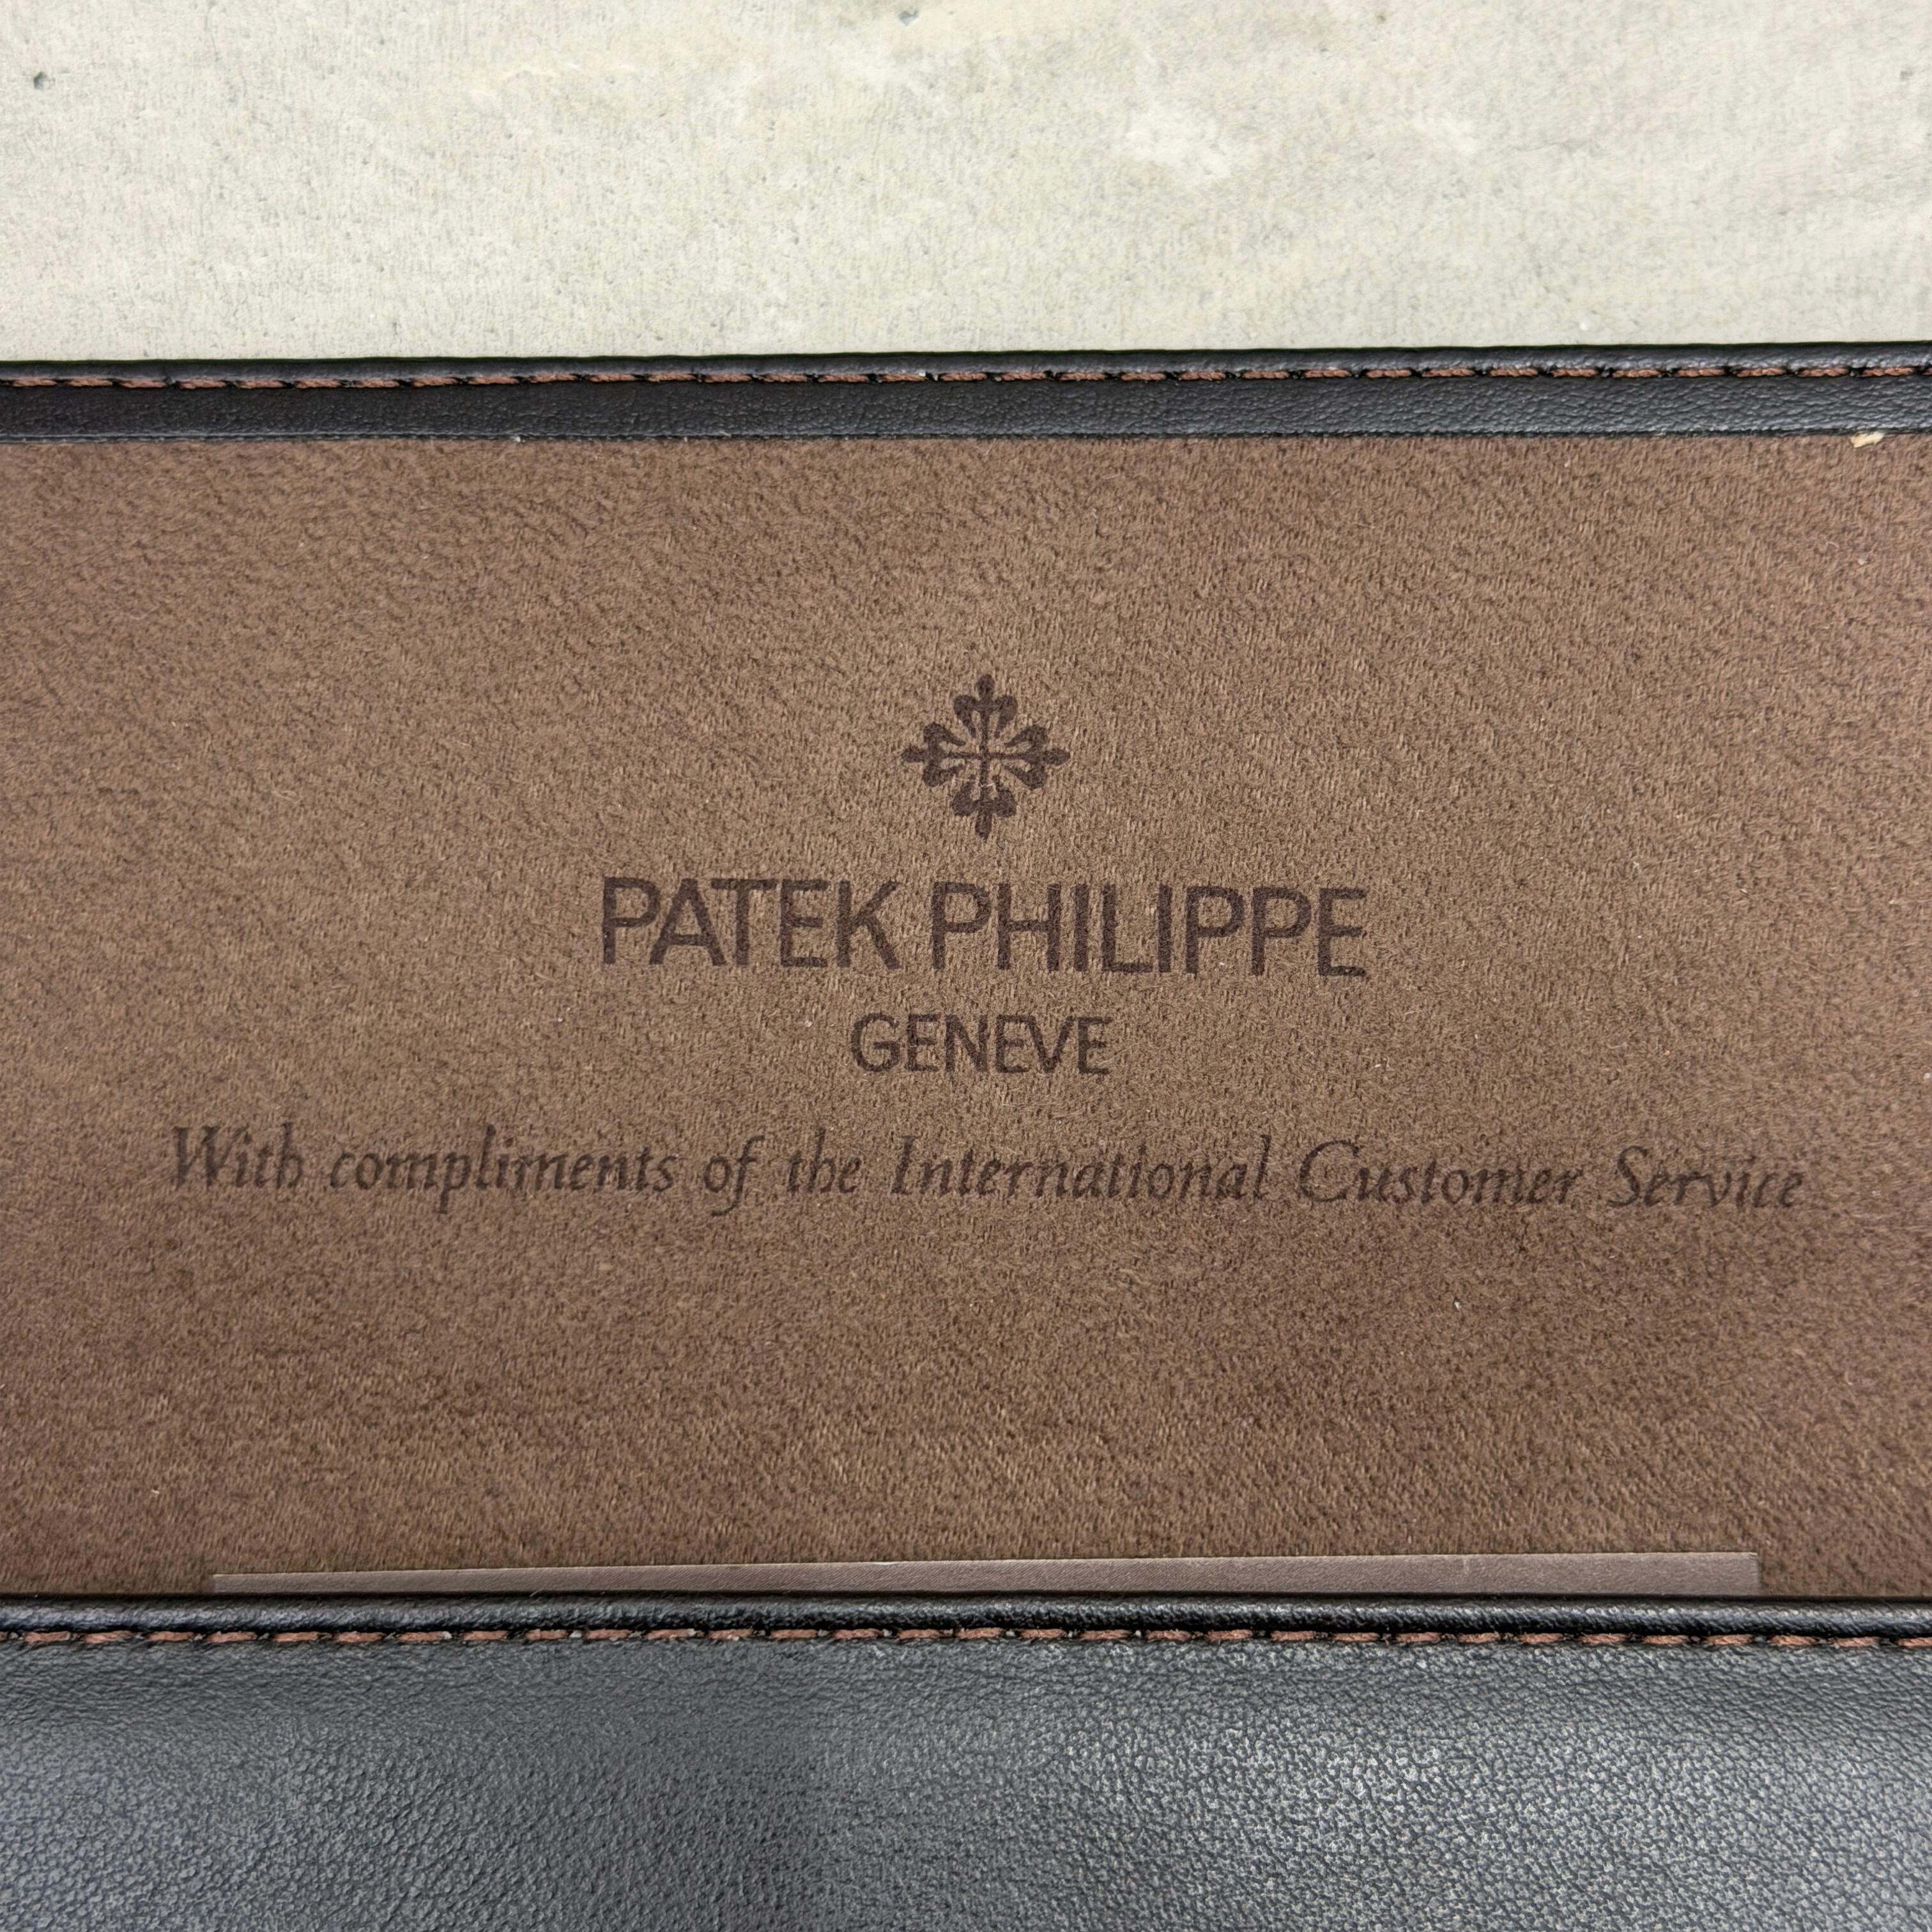 PATEK PHILIPPE
GENEVE
With compliments of the International Customer Service